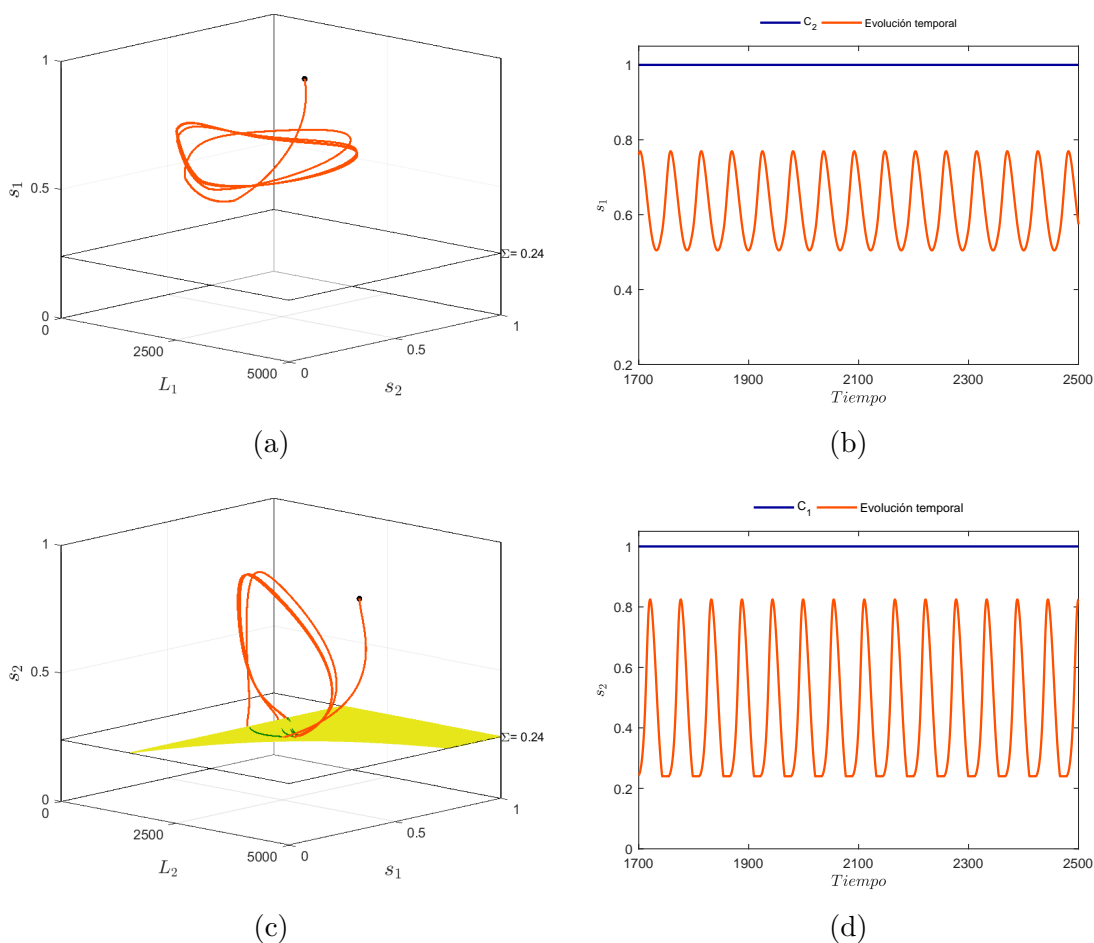 1
0.5
0
s₁
Σ= 0.24
0
2500
5000
L₁
0
0.5
1
s₂
(a)
C₂ Evolución temporal
1
0.8
0.6
0.4
0.2
s₁
1700 1900 2100 2300 2500
Tiempo
(b)
1
0.5
0
s₂
Σ= 0.24
0
2500
5000
L₂
0
0.5
1
s₁
(c)
C₁ Evolución temporal
1
0.8
0.6
0.4
0.2
0
s₂
1700 1900 2100 2300 2500
Tiempo
(d)